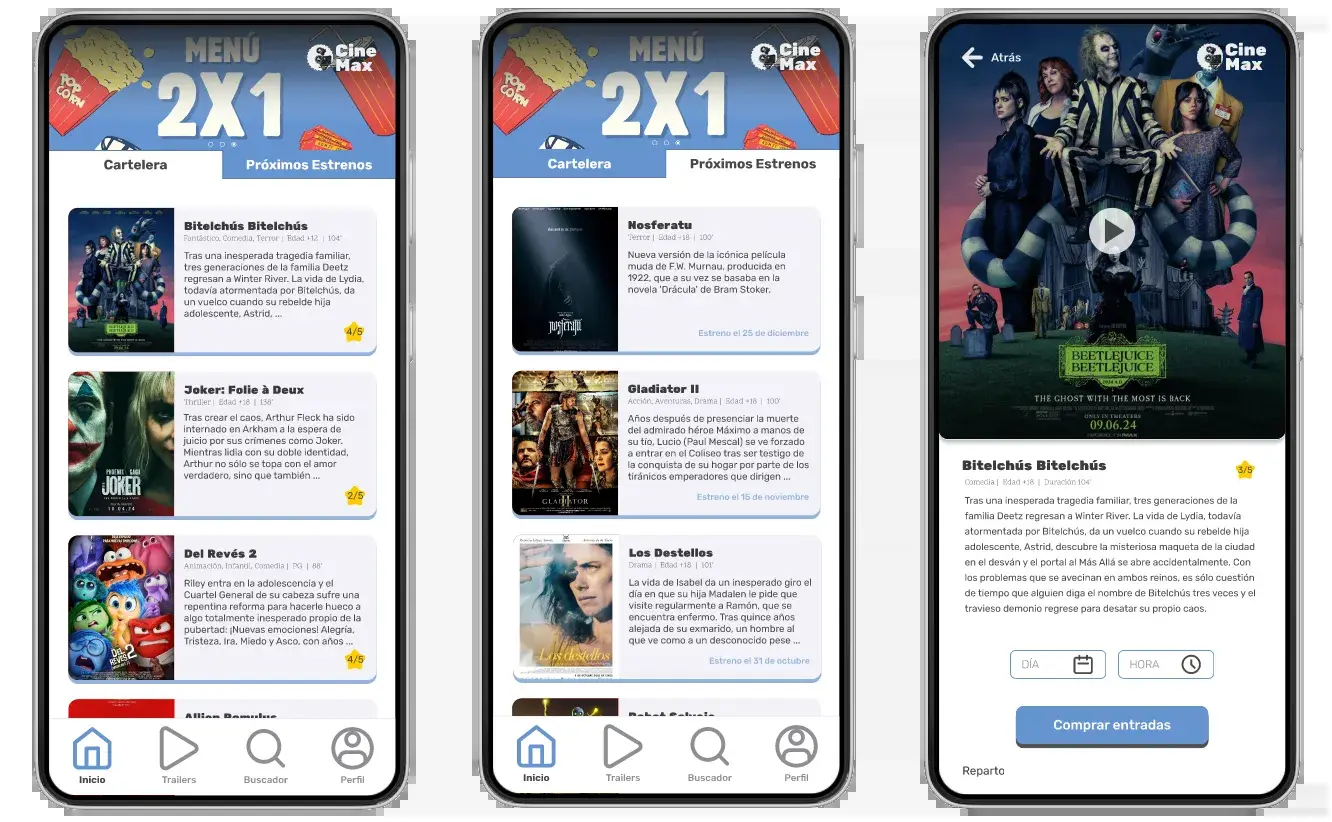 MENÚ
2X1
POP CORN
Cine
Max
Cartelera
Próximos Estrenos
Bitelchús Bitelchús
Fantástico, Comedia, Terror | Edad +12 | 104'
Tras una inesperada tragedia familiar,
tres generaciones de la familia Deetz
regresan a Winter River. La vida de Lydia,
todavía atormentada por Bitelchús, da
un vuelco cuando su rebelde hija
adolescente, Astrid, ...
4/5
BEETLEJUICE
BEETLEJUICE
09.06.24
Joker: Folie à Deux
Thriller | Edad +18 | 138'
Tras crear el caos, Arthur Fleck ha sido
internado en Arkham a la espera de
juicio por sus crímenes como Joker.
Mientras lidia con su doble identidad,
Arthur no sólo se topa con el amor
verdadero, sino que también ...
2/5
PHOENIX GAGA
JOKER
10.04.24
Del Revés 2
Animación, Infantil, Comedia | PG | 88'
Riley entra en la adolescencia y el
Cuartel General de su cabeza sufre una
repentina reforma para hacerle hueco a
algo totalmente inesperado propio de la
pubertad: ¡Nuevas emociones! Alegría,
Tristeza, Ira, Miedo y Asco, con años ...
4/5
DEL
REVÉS 2
Inicio
Trailers
Buscador
Perfil
MENÚ
2X1
POP CORN
Cine
Max
Cartelera
Próximos Estrenos
Nosferatu
Terror | Edad +18 | 100'
Nueva versión de la icónica película
muda de F.W. Murnau, producida en
1922, que a su vez se basaba en la
novela 'Drácula' de Bram Stoker.
Estreno el 25 de diciembre
nosferatu
Gladiator II
Acción, Aventuras, Drama | Edad +18 | 100'
Años después de presenciar la muerte
del admirado héroe Máximo a manos de
su tío, Lucio (Paul Mescal) se ve forzado
a entrar en el Coliseo tras ser testigo de
la conquista de su hogar por parte de los
tiránicos emperadores que dirigen ...
Estreno el 15 de noviembre
GLADIATOR
II
Los Destellos
Drama | Edad +18 | 101'
La vida de Isabel da un inesperado giro el
día en que su hija Madalen le pide que
visite regularmente a Ramón, que se
encuentra enfermo. Tras quince años
alejada de su exmarido, un hombre al
que ve como a un desconocido pese ...
Estreno el 31 de octubre
Los destellos
Inicio
Trailers
Buscador
Perfil
Atrás
Cine
Max
BEETLEJUICE
BEETLEJUICE
THE GHOST WITH THE MOST IS BACK
ONLY IN THEATERS
09.06.24
Bitelchús Bitelchús
3/5
Comedia | Edad +18 | Duración 104'
Tras una inesperada tragedia familiar, tres generaciones de la
familia Deetz regresan a Winter River. La vida de Lydia, todavía
atormentada por Bitelchús, da un vuelco cuando su rebelde hija
adolescente, Astrid, descubre la misteriosa maqueta de la ciudad
en el desván y el portal al Más Allá se abre accidentalmente. Con
los problemas que se avecinan en ambos reinos, es sólo cuestión
de tiempo que alguien diga el nombre de Bitelchús tres veces y el
travieso demonio regrese para desatar su propio caos.
DÍA
HORA
Comprar entradas
Reparto